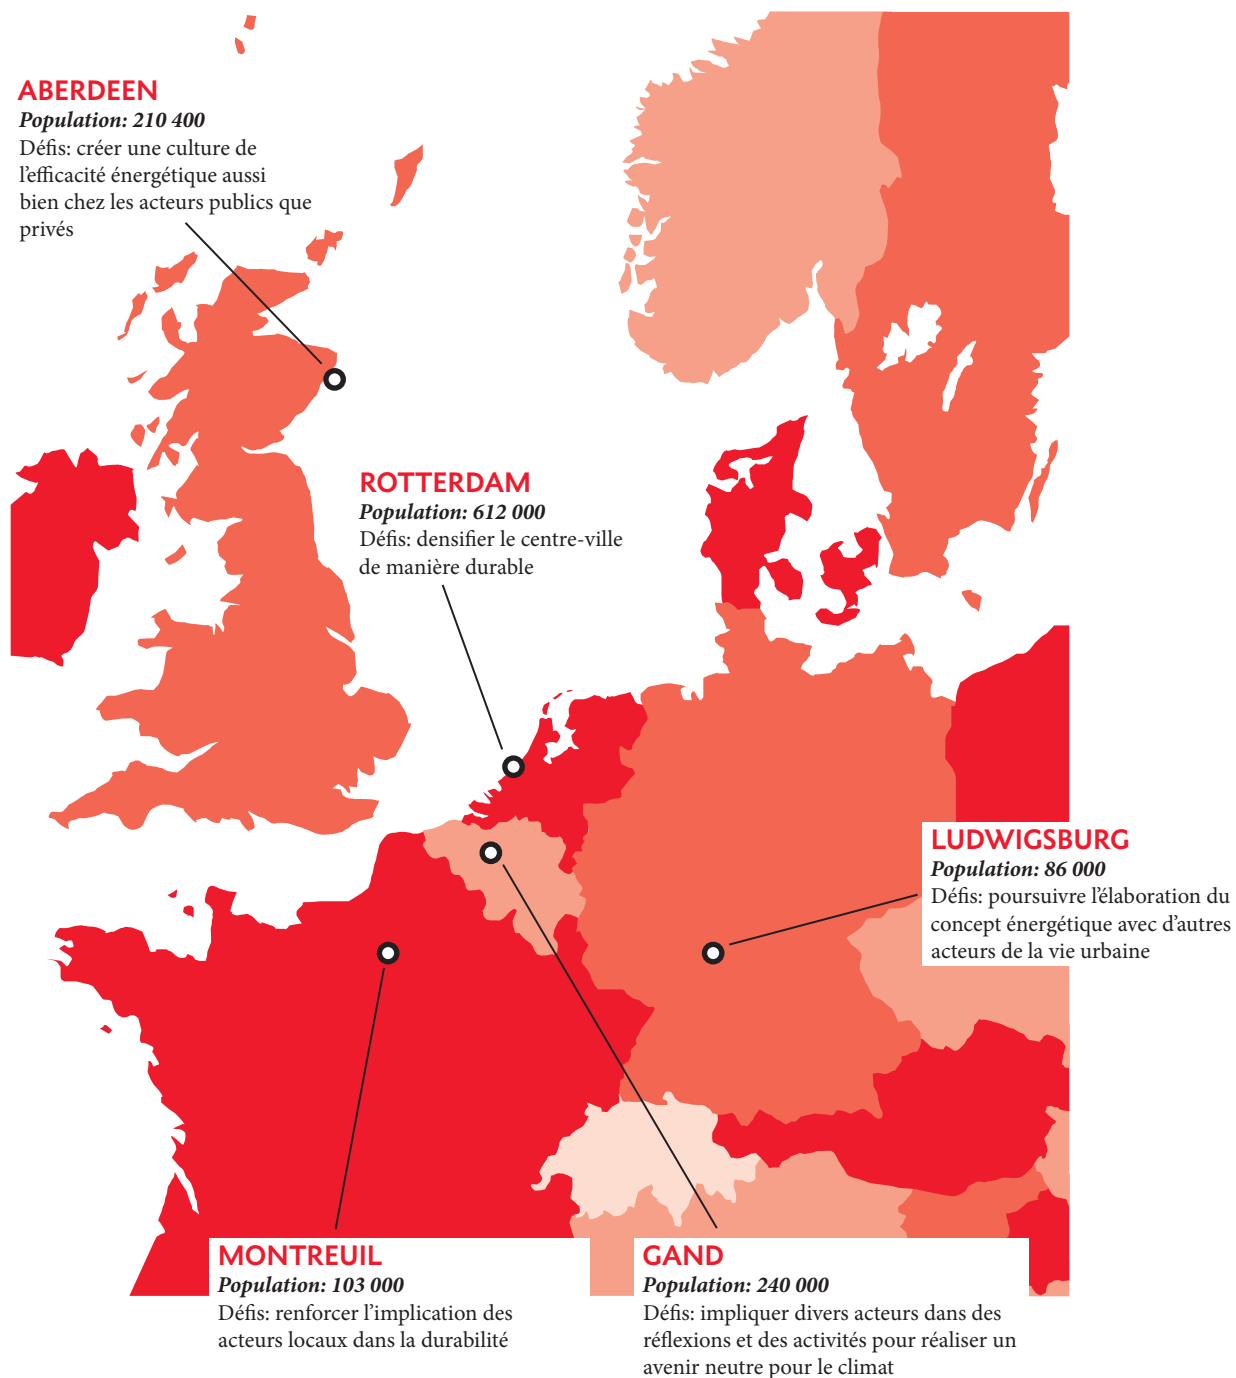 ABERDEEN
Population: 210 400
Défis: créer une culture de
l'efficacité énergétique aussi
bien chez les acteurs publics que
privés
ROTTERDAM
Population: 612 000
Défis: densifier le centre-ville
de manière durable
LUDWIGSBURG
Population: 86 000
Défis: poursuivre l'élaboration du
concept énergétique avec d'autres
acteurs de la vie urbaine
MONTREUIL
Population: 103 000
Défis: renforcer l'implication des
acteurs locaux dans la durabilité
GAND
Population: 240 000
Défis: impliquer divers acteurs dans des
réflexions et des activités pour réaliser un
avenir neutre pour le climat